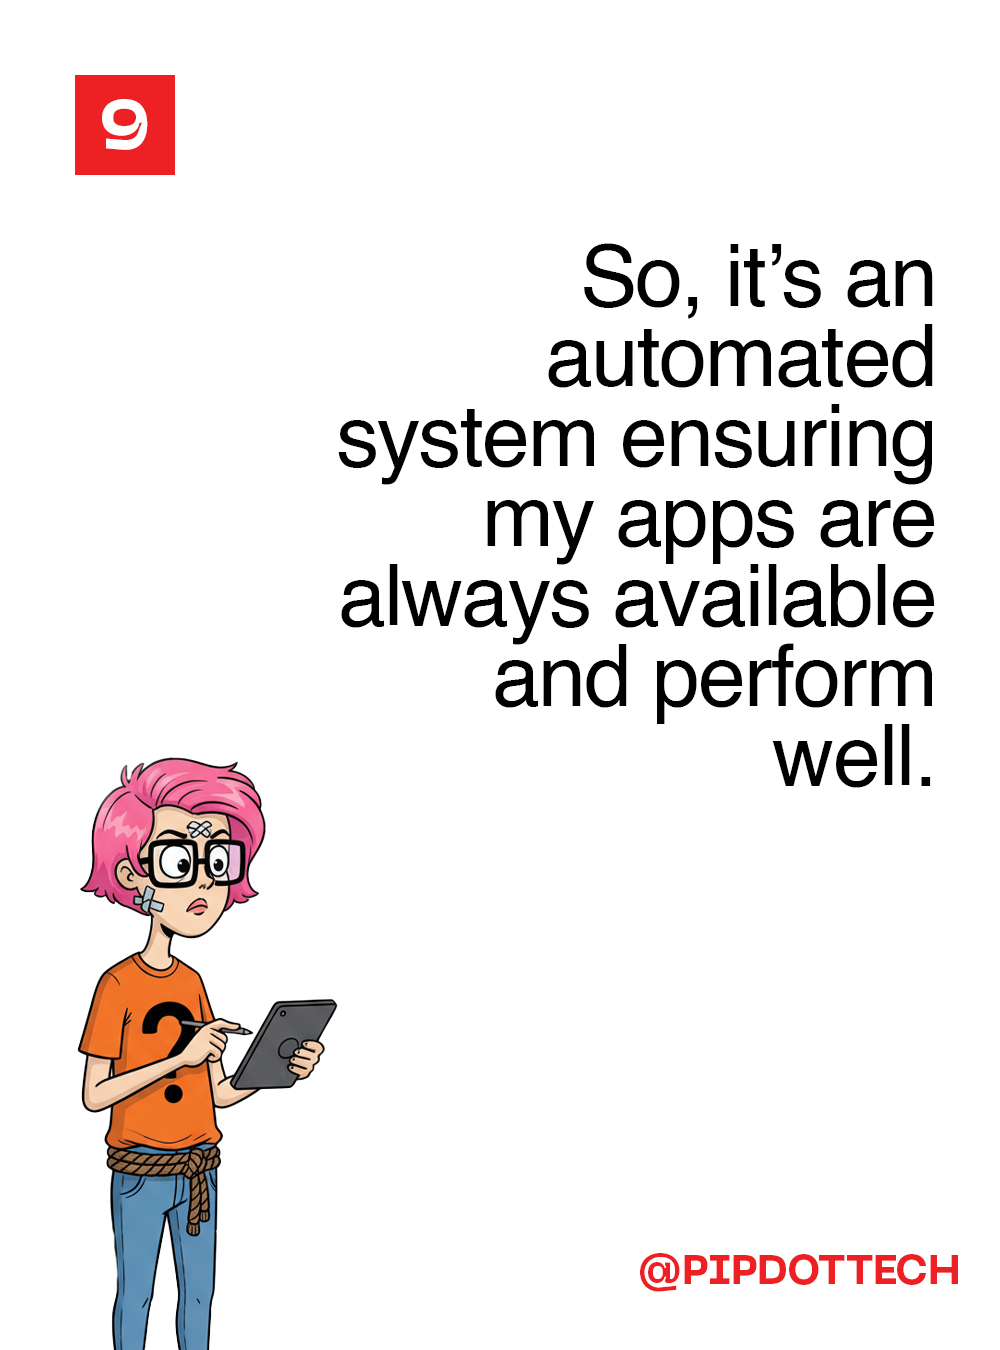 9
So, it’s an
automated
system ensuring
my apps are
always available
and perform
well.
?
@PIPDOTTECH